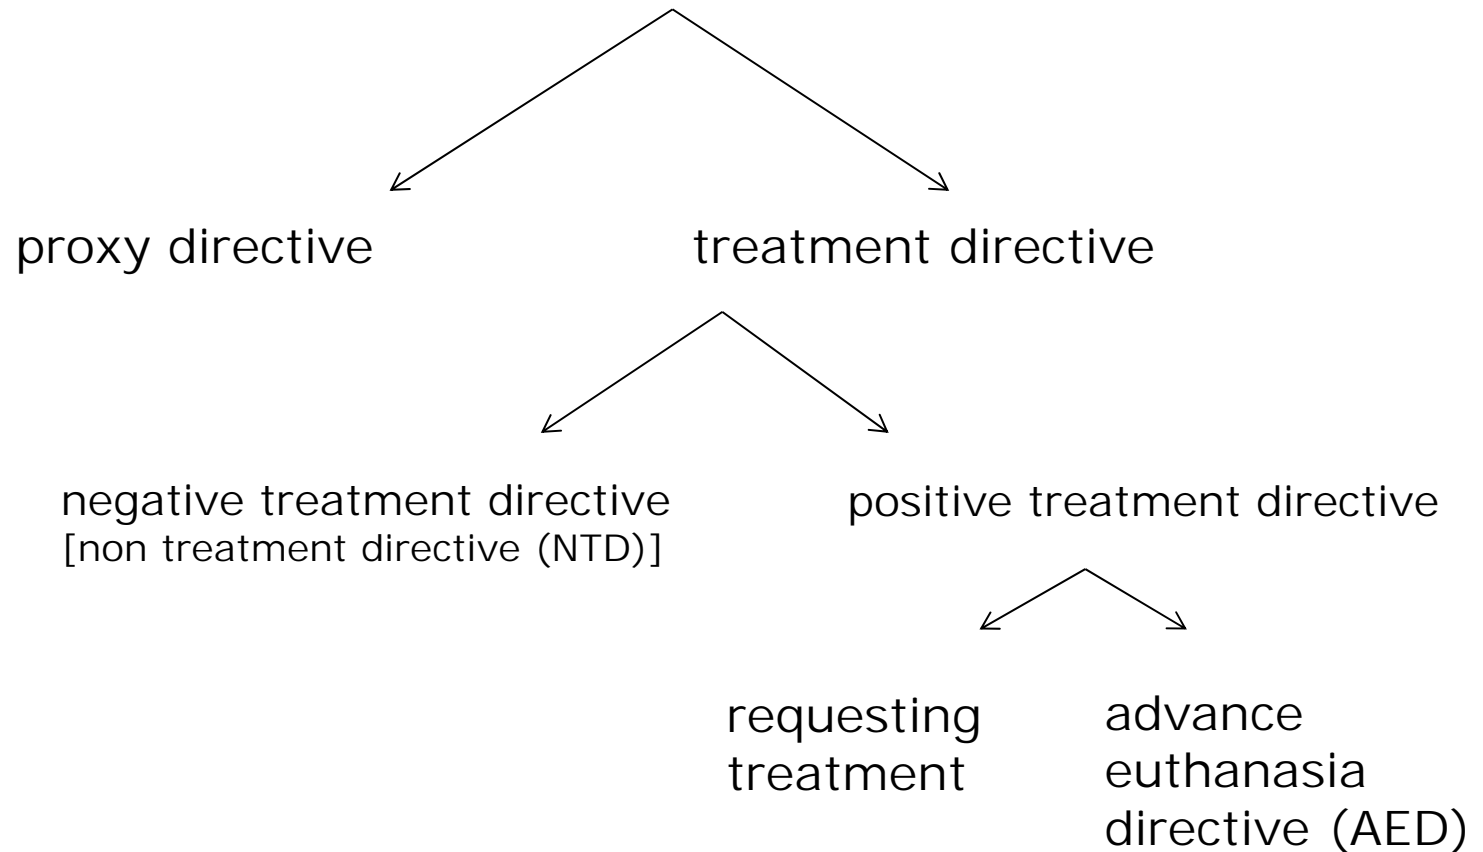 proxy directive
treatment directive
negative treatment directive
[non treatment directive (NTD)]
positive treatment directive
requesting
treatment
advance
euthanasia
directive (AED)